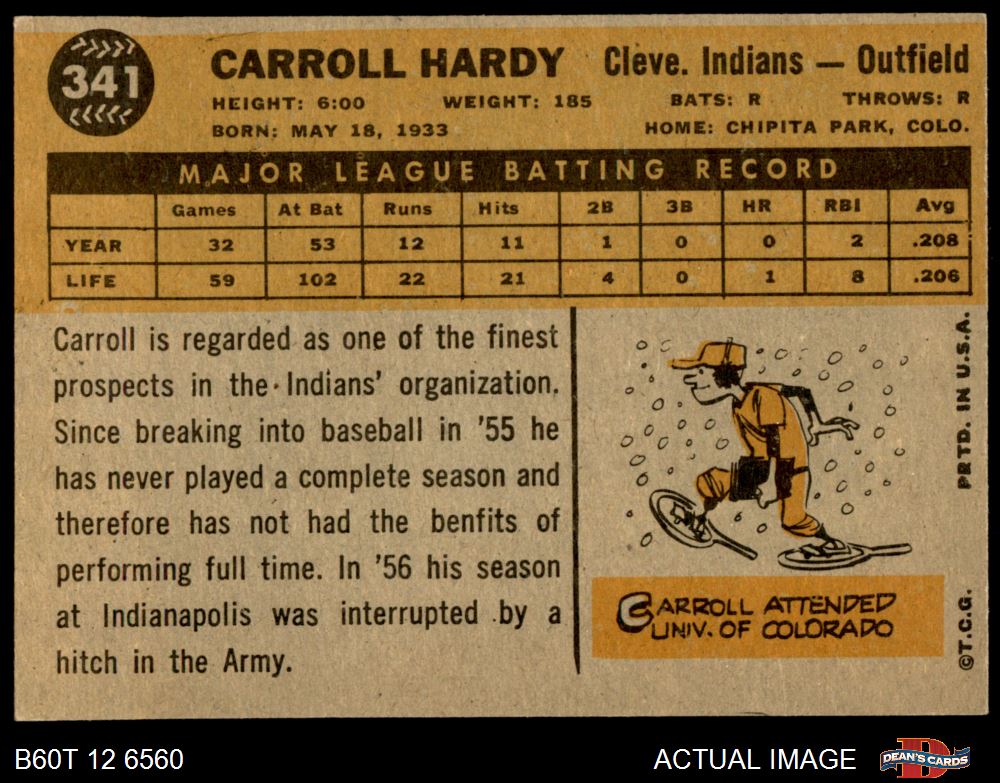 341
CARROLL HARDY Cleve. Indians — Outfield
HEIGHT: 6:00 WEIGHT: 185 BATS: R THROWS: R
BORN: MAY 18, 1933 HOME: CHIPITA PARK, COLO.
MAJOR LEAGUE BATTING RECORD
Games At Bat Runs Hits 2B 3B HR RBI Avg
YEAR 32 53 12 11 1 0 0 2 .208
LIFE 59 102 22 21 4 0 1 8 .206
Carroll is regarded as one of the finest
prospects in the Indians' organization.
Since breaking into baseball in '55 he
has never played a complete season and
therefore has not had the benfits of
performing full time. In '56 his season
at Indianapolis was interrupted by a
hitch in the Army.
CARROLL ATTENDED
UNIV. OF COLORADO
PRTD. IN U.S.A.
©T.C.G.
B60T 12 6560
ACTUAL IMAGE
D
DEAN'S CARDS